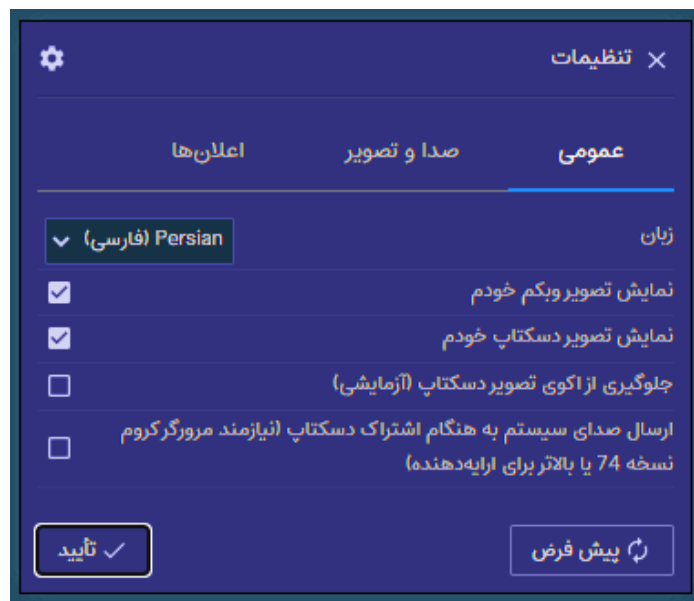 تنظیمات
عمومی
صدا و تصویر
اعلان‌ها
زبان
Persian (فارسی)
نمایش تصویر وبکم خودم
نمایش تصویر دسکتاپ خودم
جلوگیری از اکوی تصویر دسکتاپ (آزمایشی)
ارسال صدای سیستم به هنگام اشتراک دسکتاپ (نیازمند مرورگر کروم
نسخه 74 یا بالاتر برای ارایه‌دهنده)
پیش فرض
تأیید